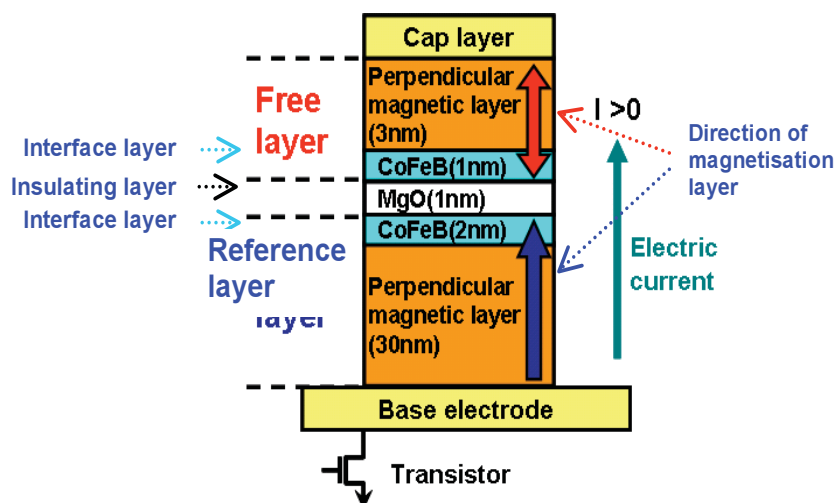 Cap layer
Perpendicular
magnetic layer
(3nm)
Free
layer
I >0
Direction of
magnetisation
layer
Interface layer
CoFeB(1nm)
Insulating layer
MgO(1nm)
Interface layer
CoFeB(2nm)
Reference
layer
layer
Electric
current
Perpendicular
magnetic layer
(30nm)
Base electrode
Transistor